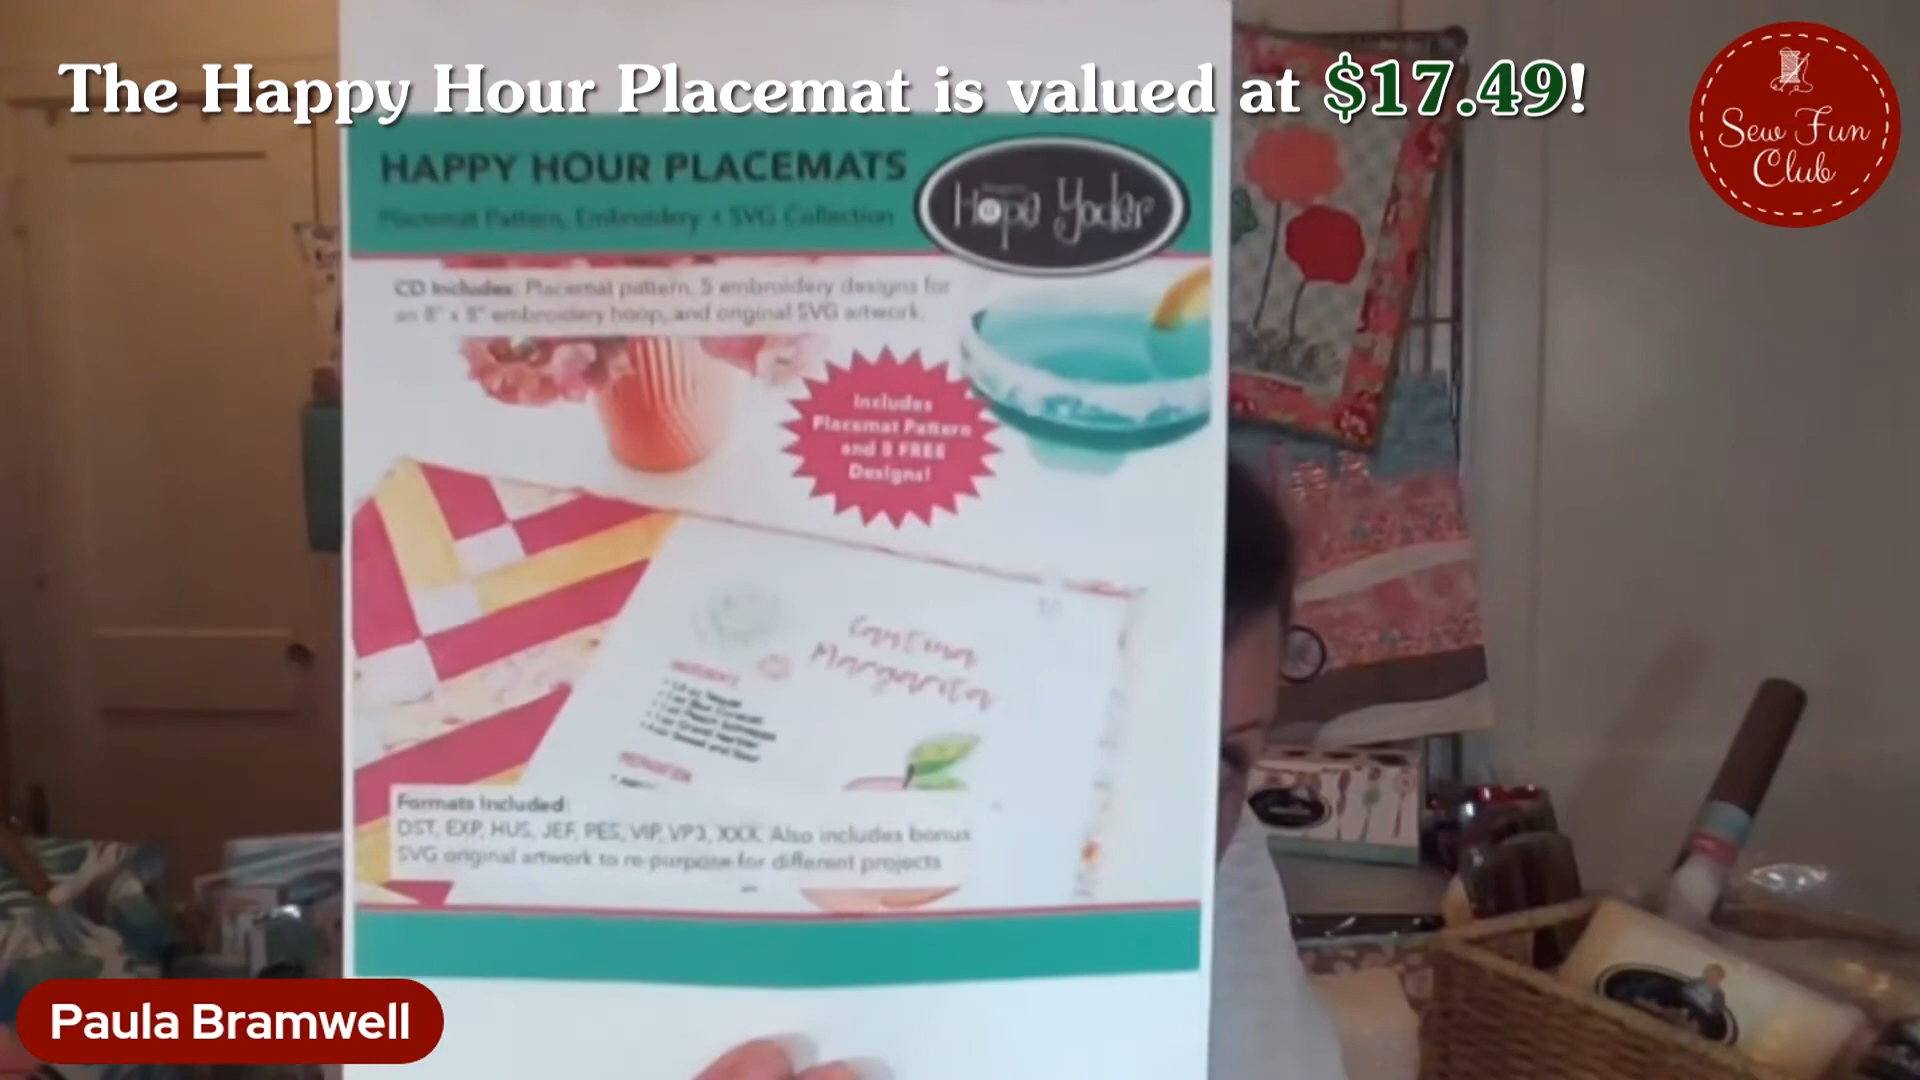 The Happy Hour Placemat is valued at $17.49!
Sew Fun
Club
HAPPY HOUR PLACEMATS
Placemat Pattern, Embroidery + SVG Collection
Hope Yoder
CD Includes: Placemat pattern, 5 embroidery designs for
an 8" x 8" embroidery hoop, and original SVG artwork.
Includes
Placemat Pattern
and 5 FREE
Designs!
Cantina
Margarita
INGREDIENTS
PREPARATION
Formats Included:
DST, EXP, HUS, JEF, PES, VIP, VP3, XXX. Also includes bonus
SVG original artwork to re-purpose for different projects
Paula Bramwell